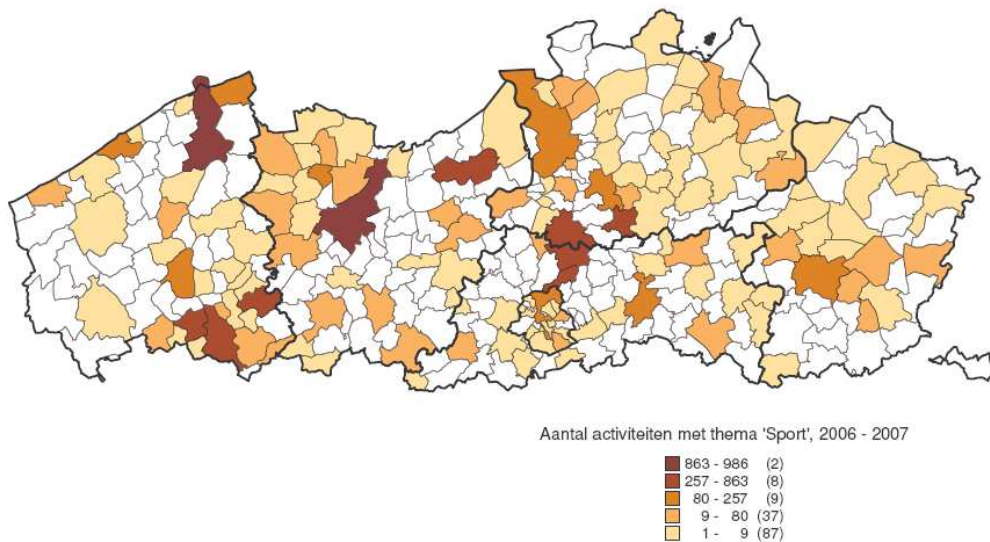 Aantal activiteiten met thema 'Sport', 2006 - 2007
863 - 986 (2)
257 - 863 (8)
80 - 257 (9)
9 - 80 (37)
1 - 9 (87)